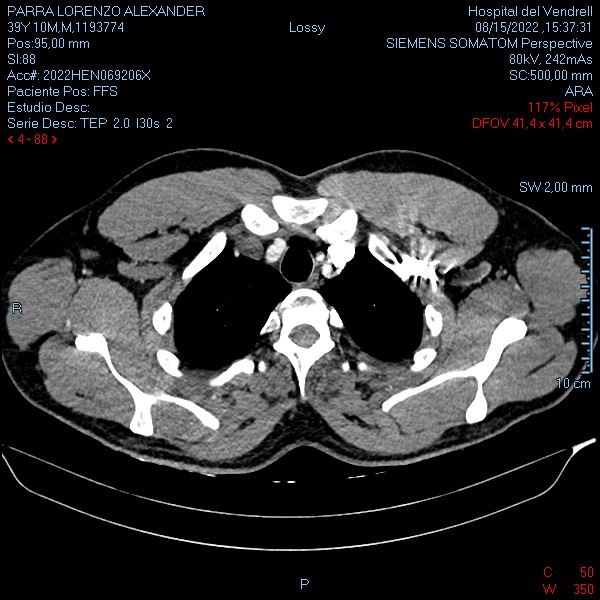 PARRA LORENZO ALEXANDER
39Y 10M,M,1193774
Pos:95,00 mm
SI:88
Acc#: 2022HEN069206X
Paciente Pos: FFS
Estudio Desc:
Serie Desc: TEP 2.0 I30s 2
< 4 - 88 >
Lossy
Hospital del Vendrell
08/15/2022 ,15:37:31
SIEMENS SOMATOM Perspective
80kV, 242mAs
SC:500,00 mm
ARA
117% Pixel
DFOV 41,4 x 41,4 cm
SW 2,00 mm
R
10 cm
P
C 50
W 350